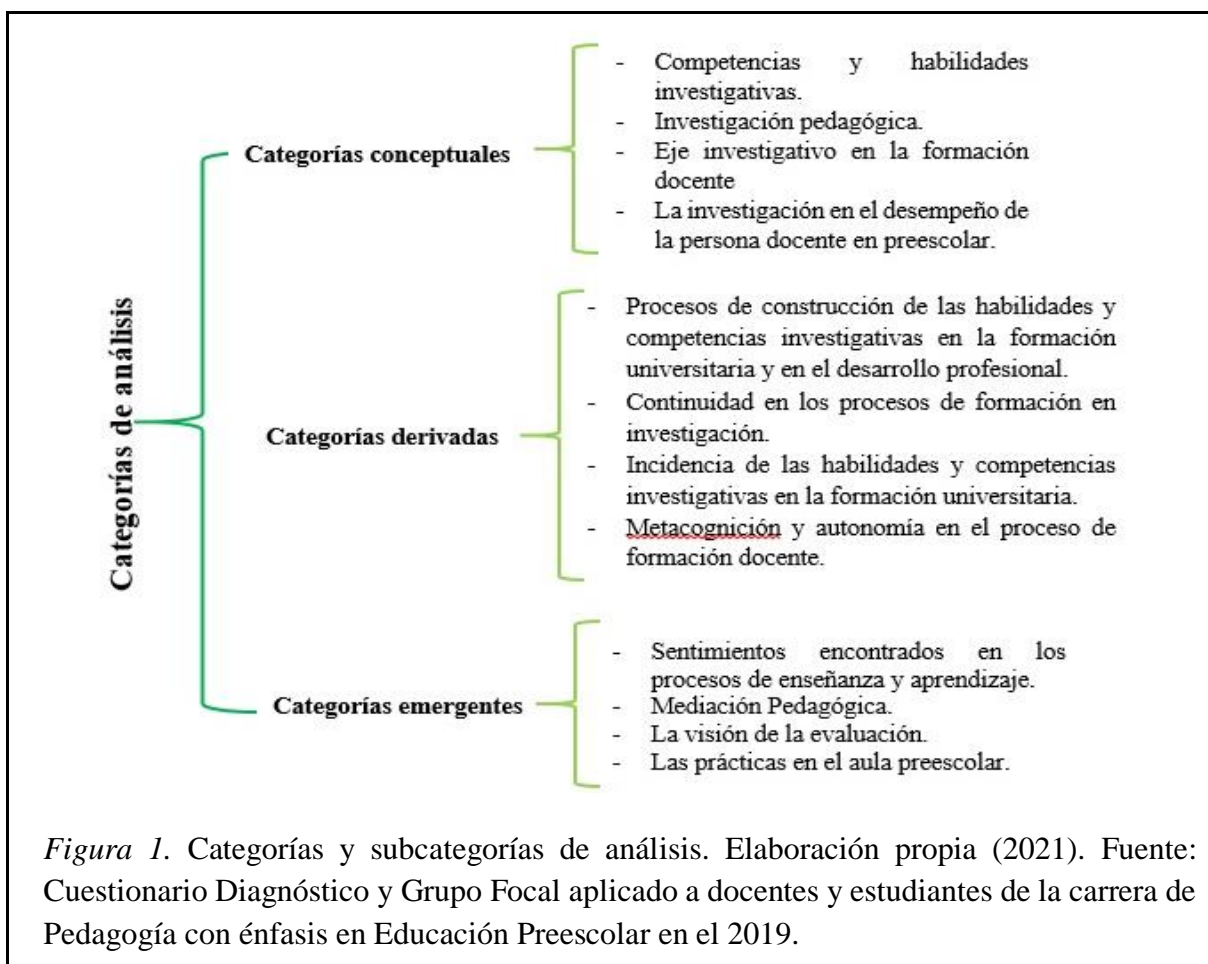 Categorías de análisis
Categorías conceptuales
- Competencias y habilidades
investigativas.
- Investigación pedagógica.
- Eje investigativo en la formación
docente
- La investigación en el desempeño de
la persona docente en preescolar.
Categorías derivadas
- Procesos de construcción de las habilidades y
competencias investigativas en la formación
universitaria y en el desarrollo profesional.
- Continuidad en los procesos de formación en
investigación.
- Incidencia de las habilidades y competencias
investigativas en la formación universitaria.
- Metacognición y autonomía en el proceso de
formación docente.
Categorías emergentes
- Sentimientos encontrados en los
procesos de enseñanza y aprendizaje.
- Mediación Pedagógica.
- La visión de la evaluación.
- Las prácticas en el aula preescolar.
Figura 1. Categorías y subcategorías de análisis. Elaboración propia (2021). Fuente:
Cuestionario Diagnóstico y Grupo Focal aplicado a docentes y estudiantes de la carrera de
Pedagogía con énfasis en Educación Preescolar en el 2019.